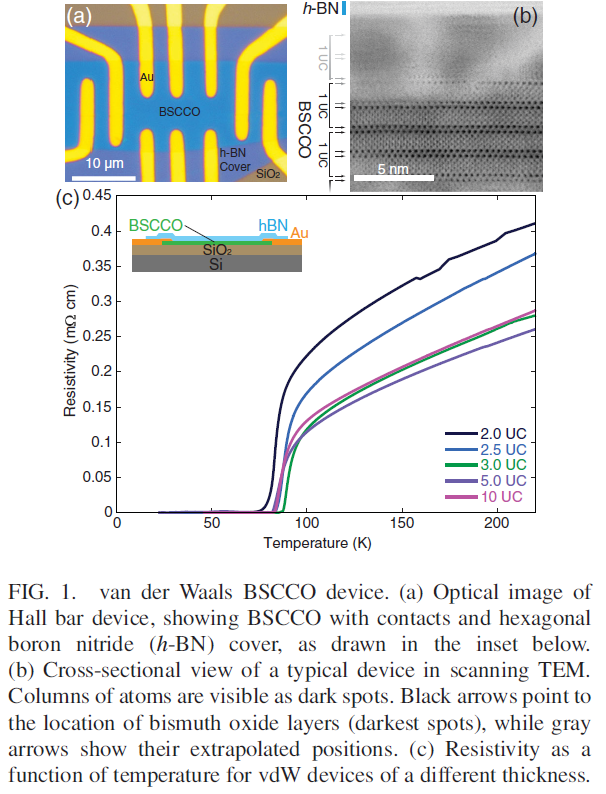 (a)
Au
BSCCO
h-BN
Cover
SiO₂
10 μm
h-BN
(b)
1 UC
1 UC
1 UC
BSCCO
5 nm
(c)
0.45
0.4
0.35
0.3
0.25
0.2
0.15
0.1
0.05
0
Resistivity (mΩ cm)
BSCCO
hBN
Au
SiO₂
Si
2.0 UC
2.5 UC
3.0 UC
5.0 UC
10 UC
0
50
100
150
200
Temperature (K)
FIG. 1. van der Waals BSCCO device. (a) Optical image of
Hall bar device, showing BSCCO with contacts and hexagonal
boron nitride (h-BN) cover, as drawn in the inset below.
(b) Cross-sectional view of a typical device in scanning TEM.
Columns of atoms are visible as dark spots. Black arrows point to
the location of bismuth oxide layers (darkest spots), while gray
arrows show their extrapolated positions. (c) Resistivity as a
function of temperature for vdW devices of a different thickness.